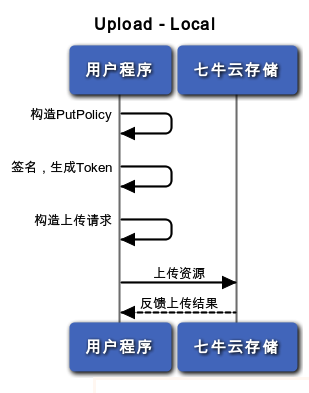 Upload - Local
用户程序 七牛云存储
构造PutPolicy
签名，生成Token
构造上传请求
上传资源
反馈上传结果
用户程序 七牛云存储